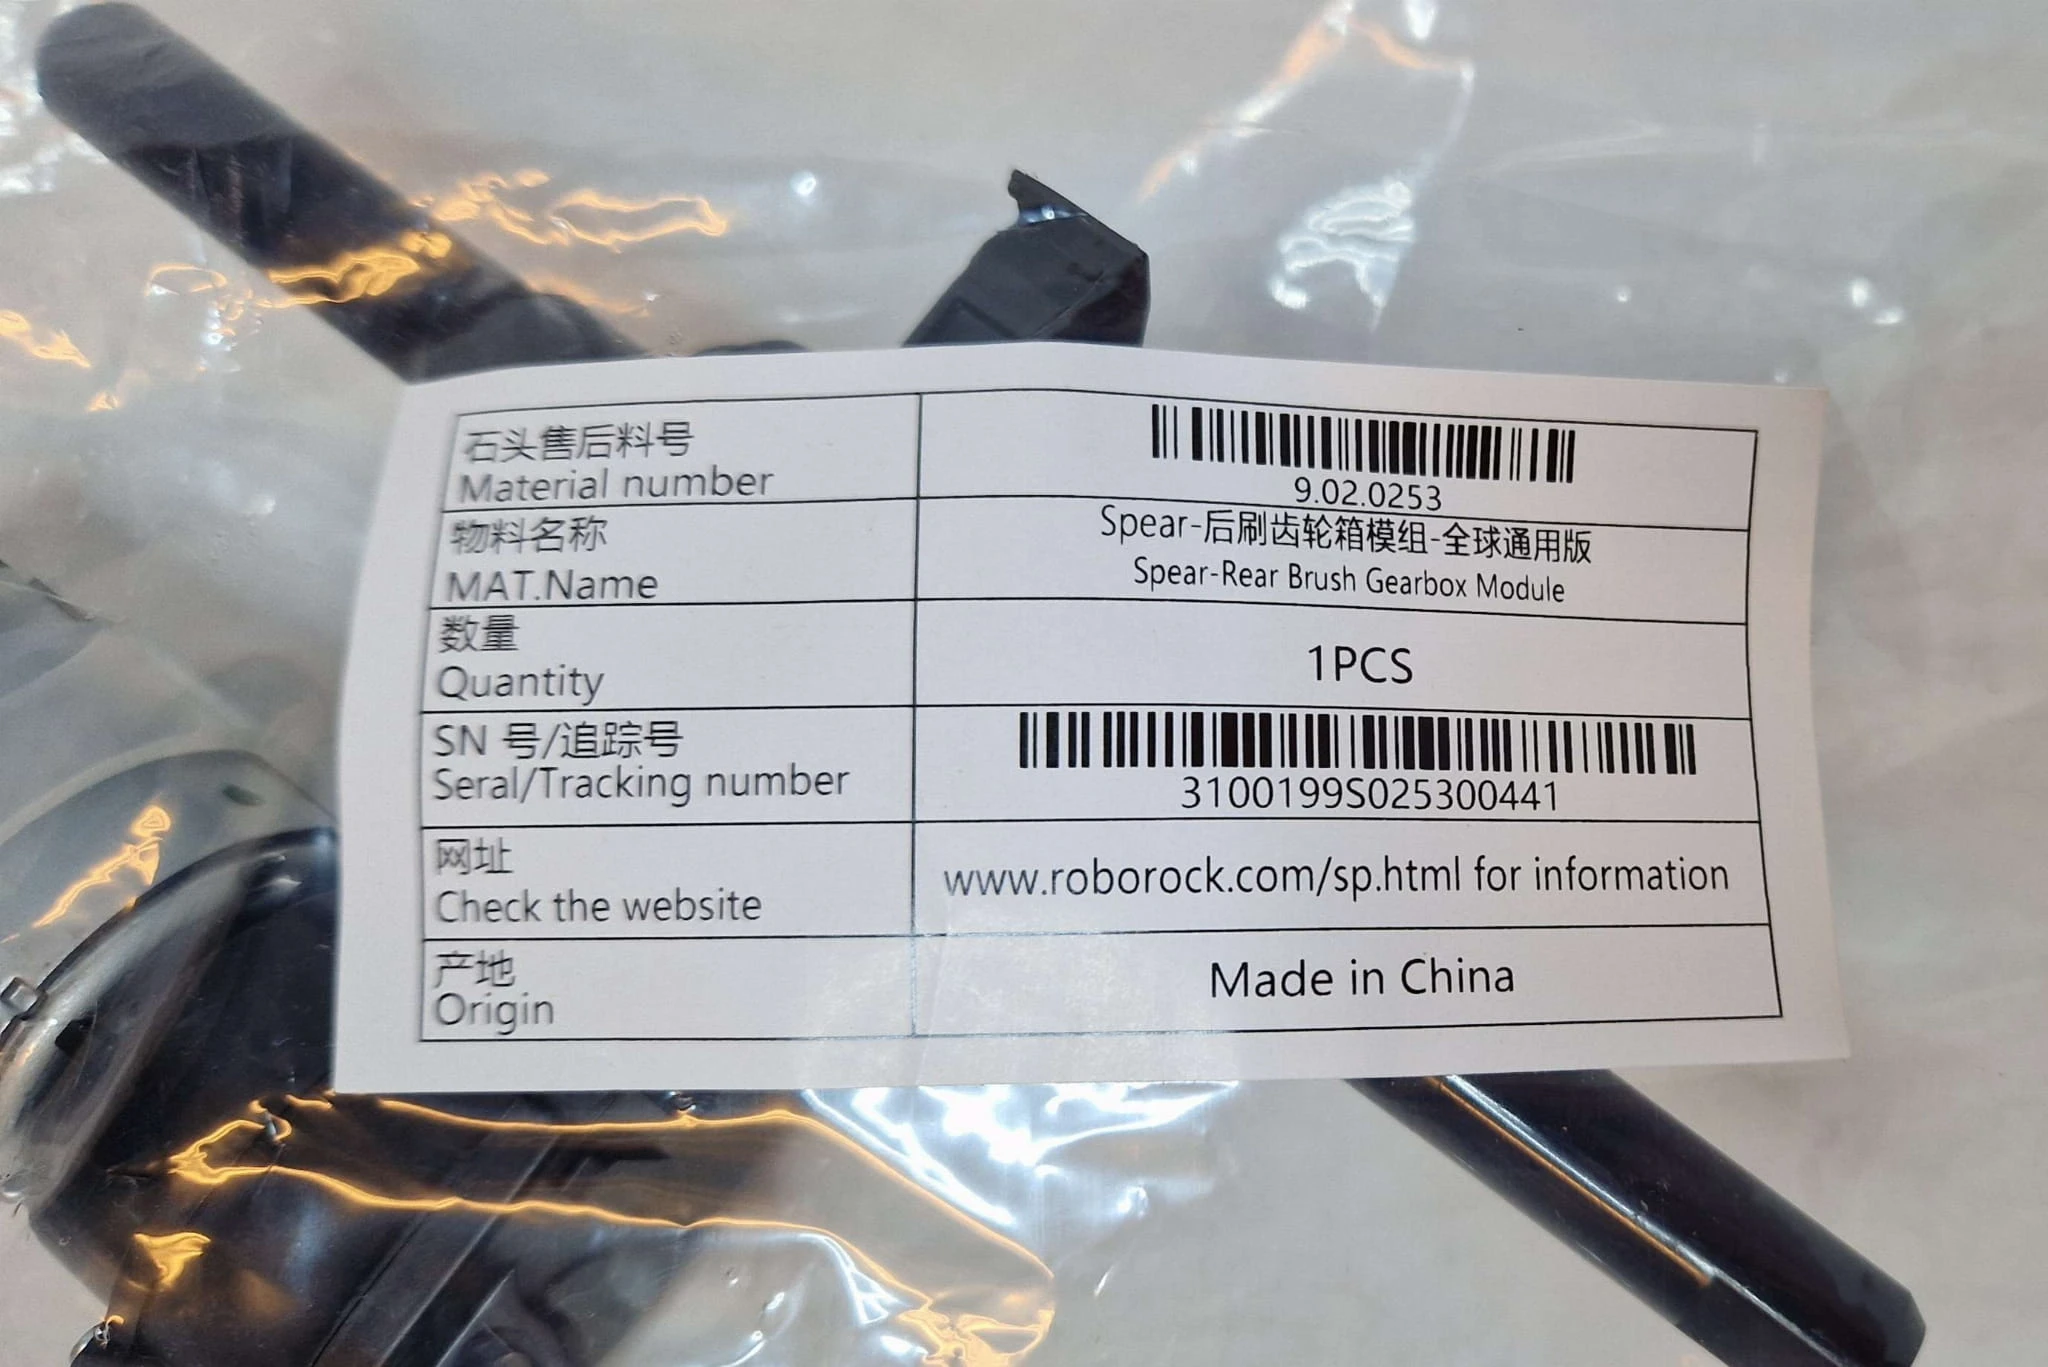 石头售后料号
Material number
9.02.0253
物料名称
MAT.Name
Spear-后刷齿轮箱模组-全球通用版
Spear-Rear Brush Gearbox Module
数量
Quantity
1PCS
SN 号/追踪号
Seral/Tracking number
3100199S025300441
网址
Check the website
www.roborock.com/sp.html for information
产地
Origin
Made in China